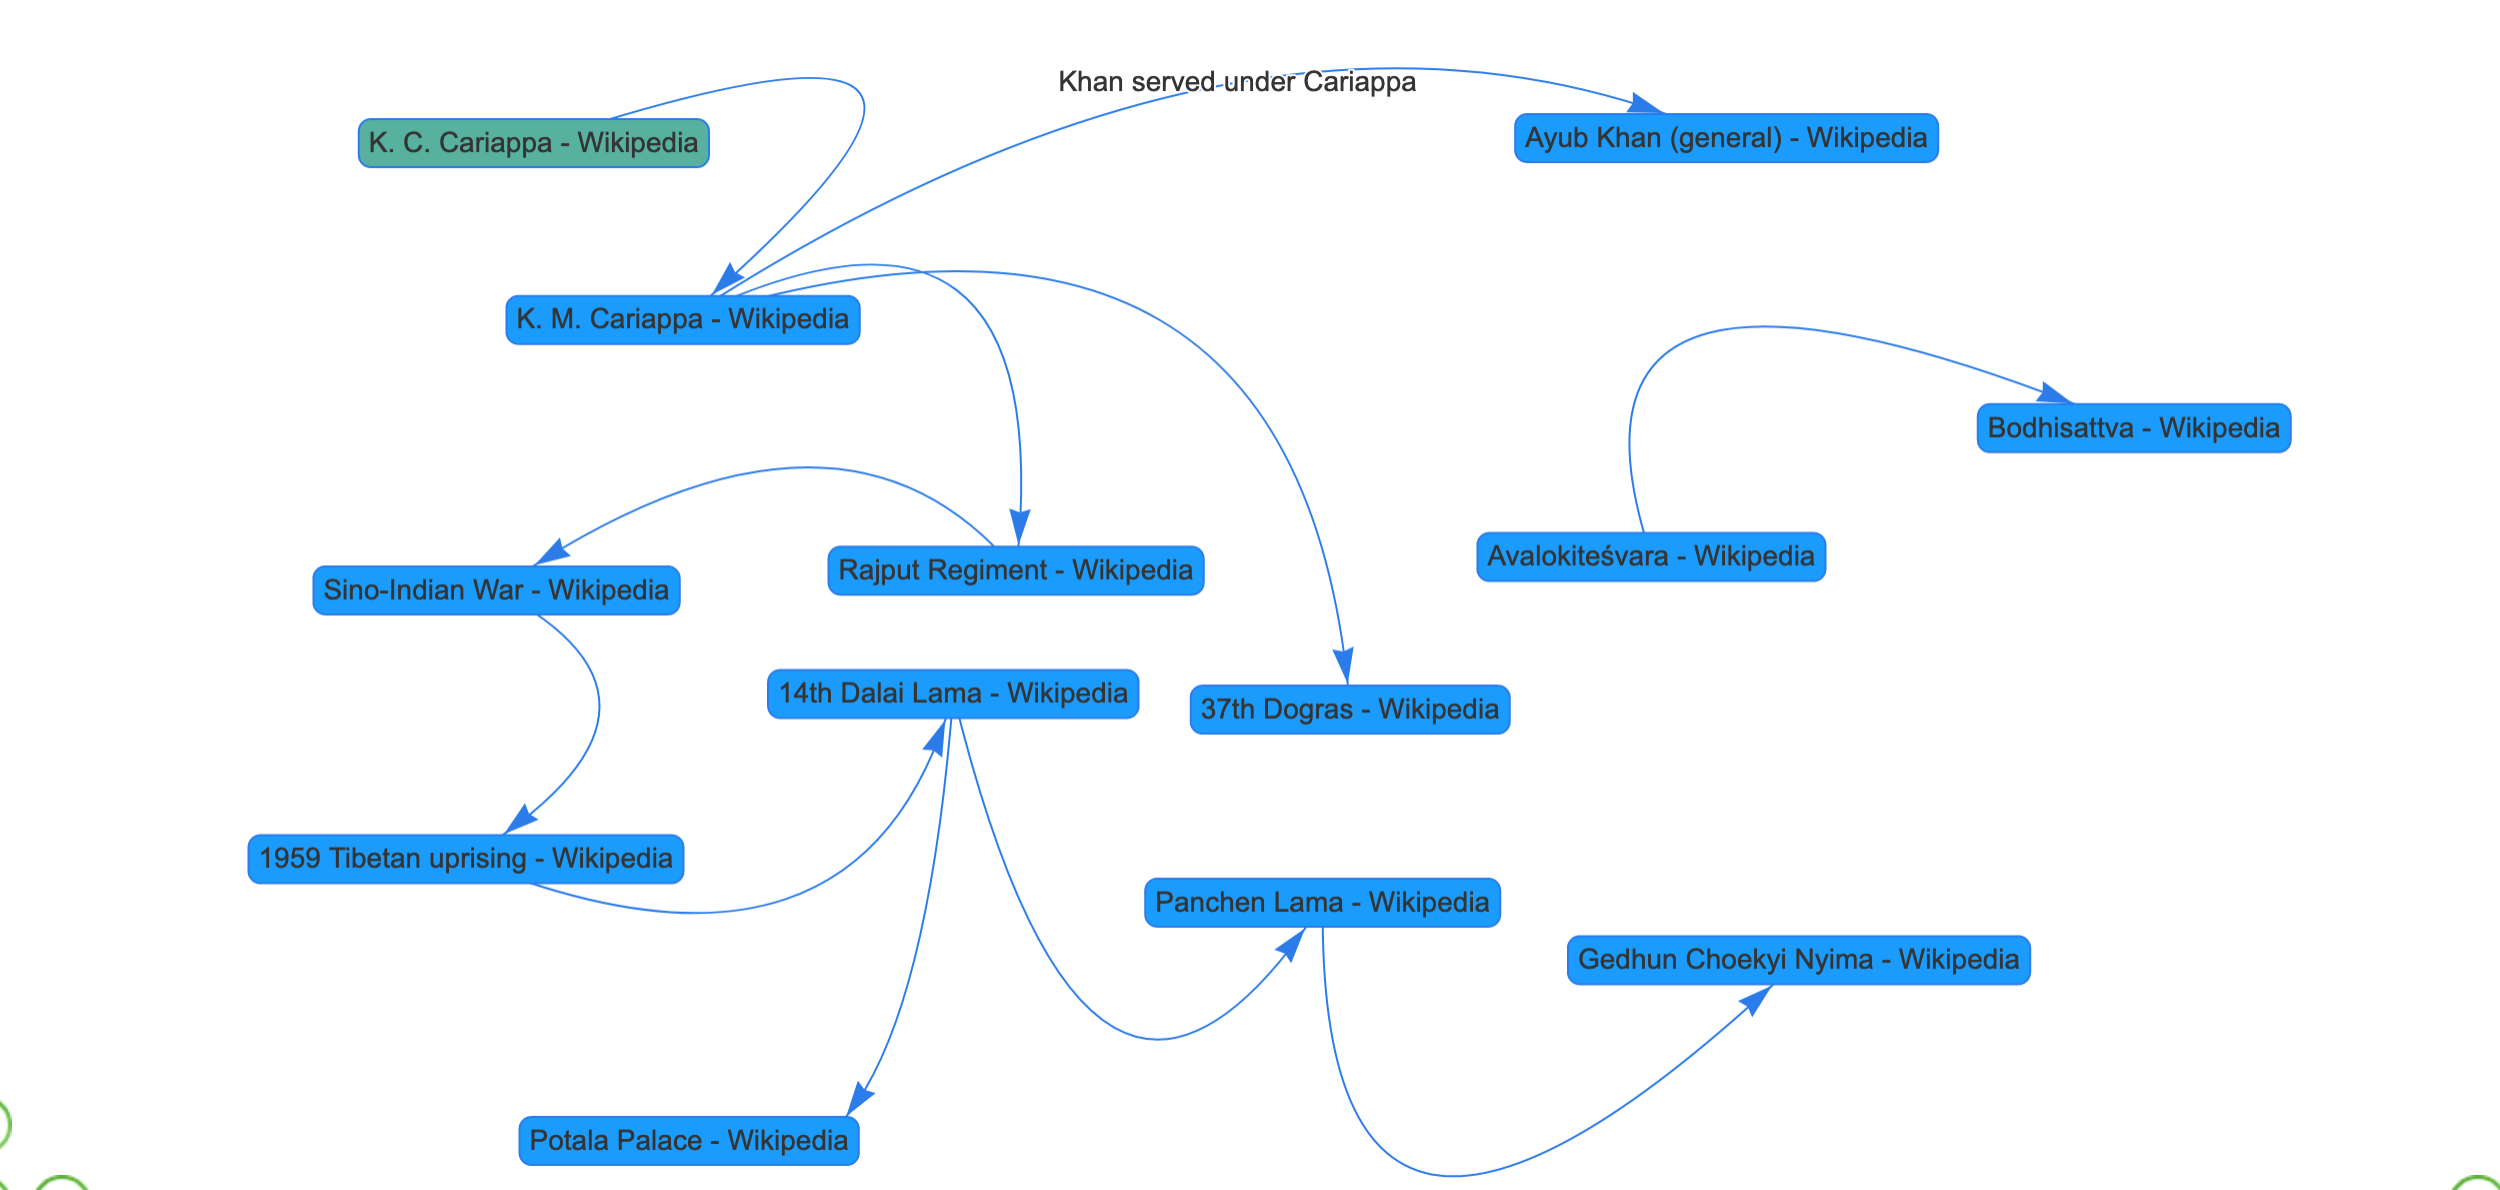 Khan served under Cariappa
K. C. Cariappa - Wikipedia
Ayub Khan (general) - Wikipedia
K. M. Cariappa - Wikipedia
Bodhisattva - Wikipedia
Avalokiteśvara - Wikipedia
Rajput Regiment - Wikipedia
Sino-Indian War - Wikipedia
14th Dalai Lama - Wikipedia
37th Dogras - Wikipedia
1959 Tibetan uprising - Wikipedia
Panchen Lama - Wikipedia
Gedhun Choekyi Nyima - Wikipedia
Potala Palace - Wikipedia